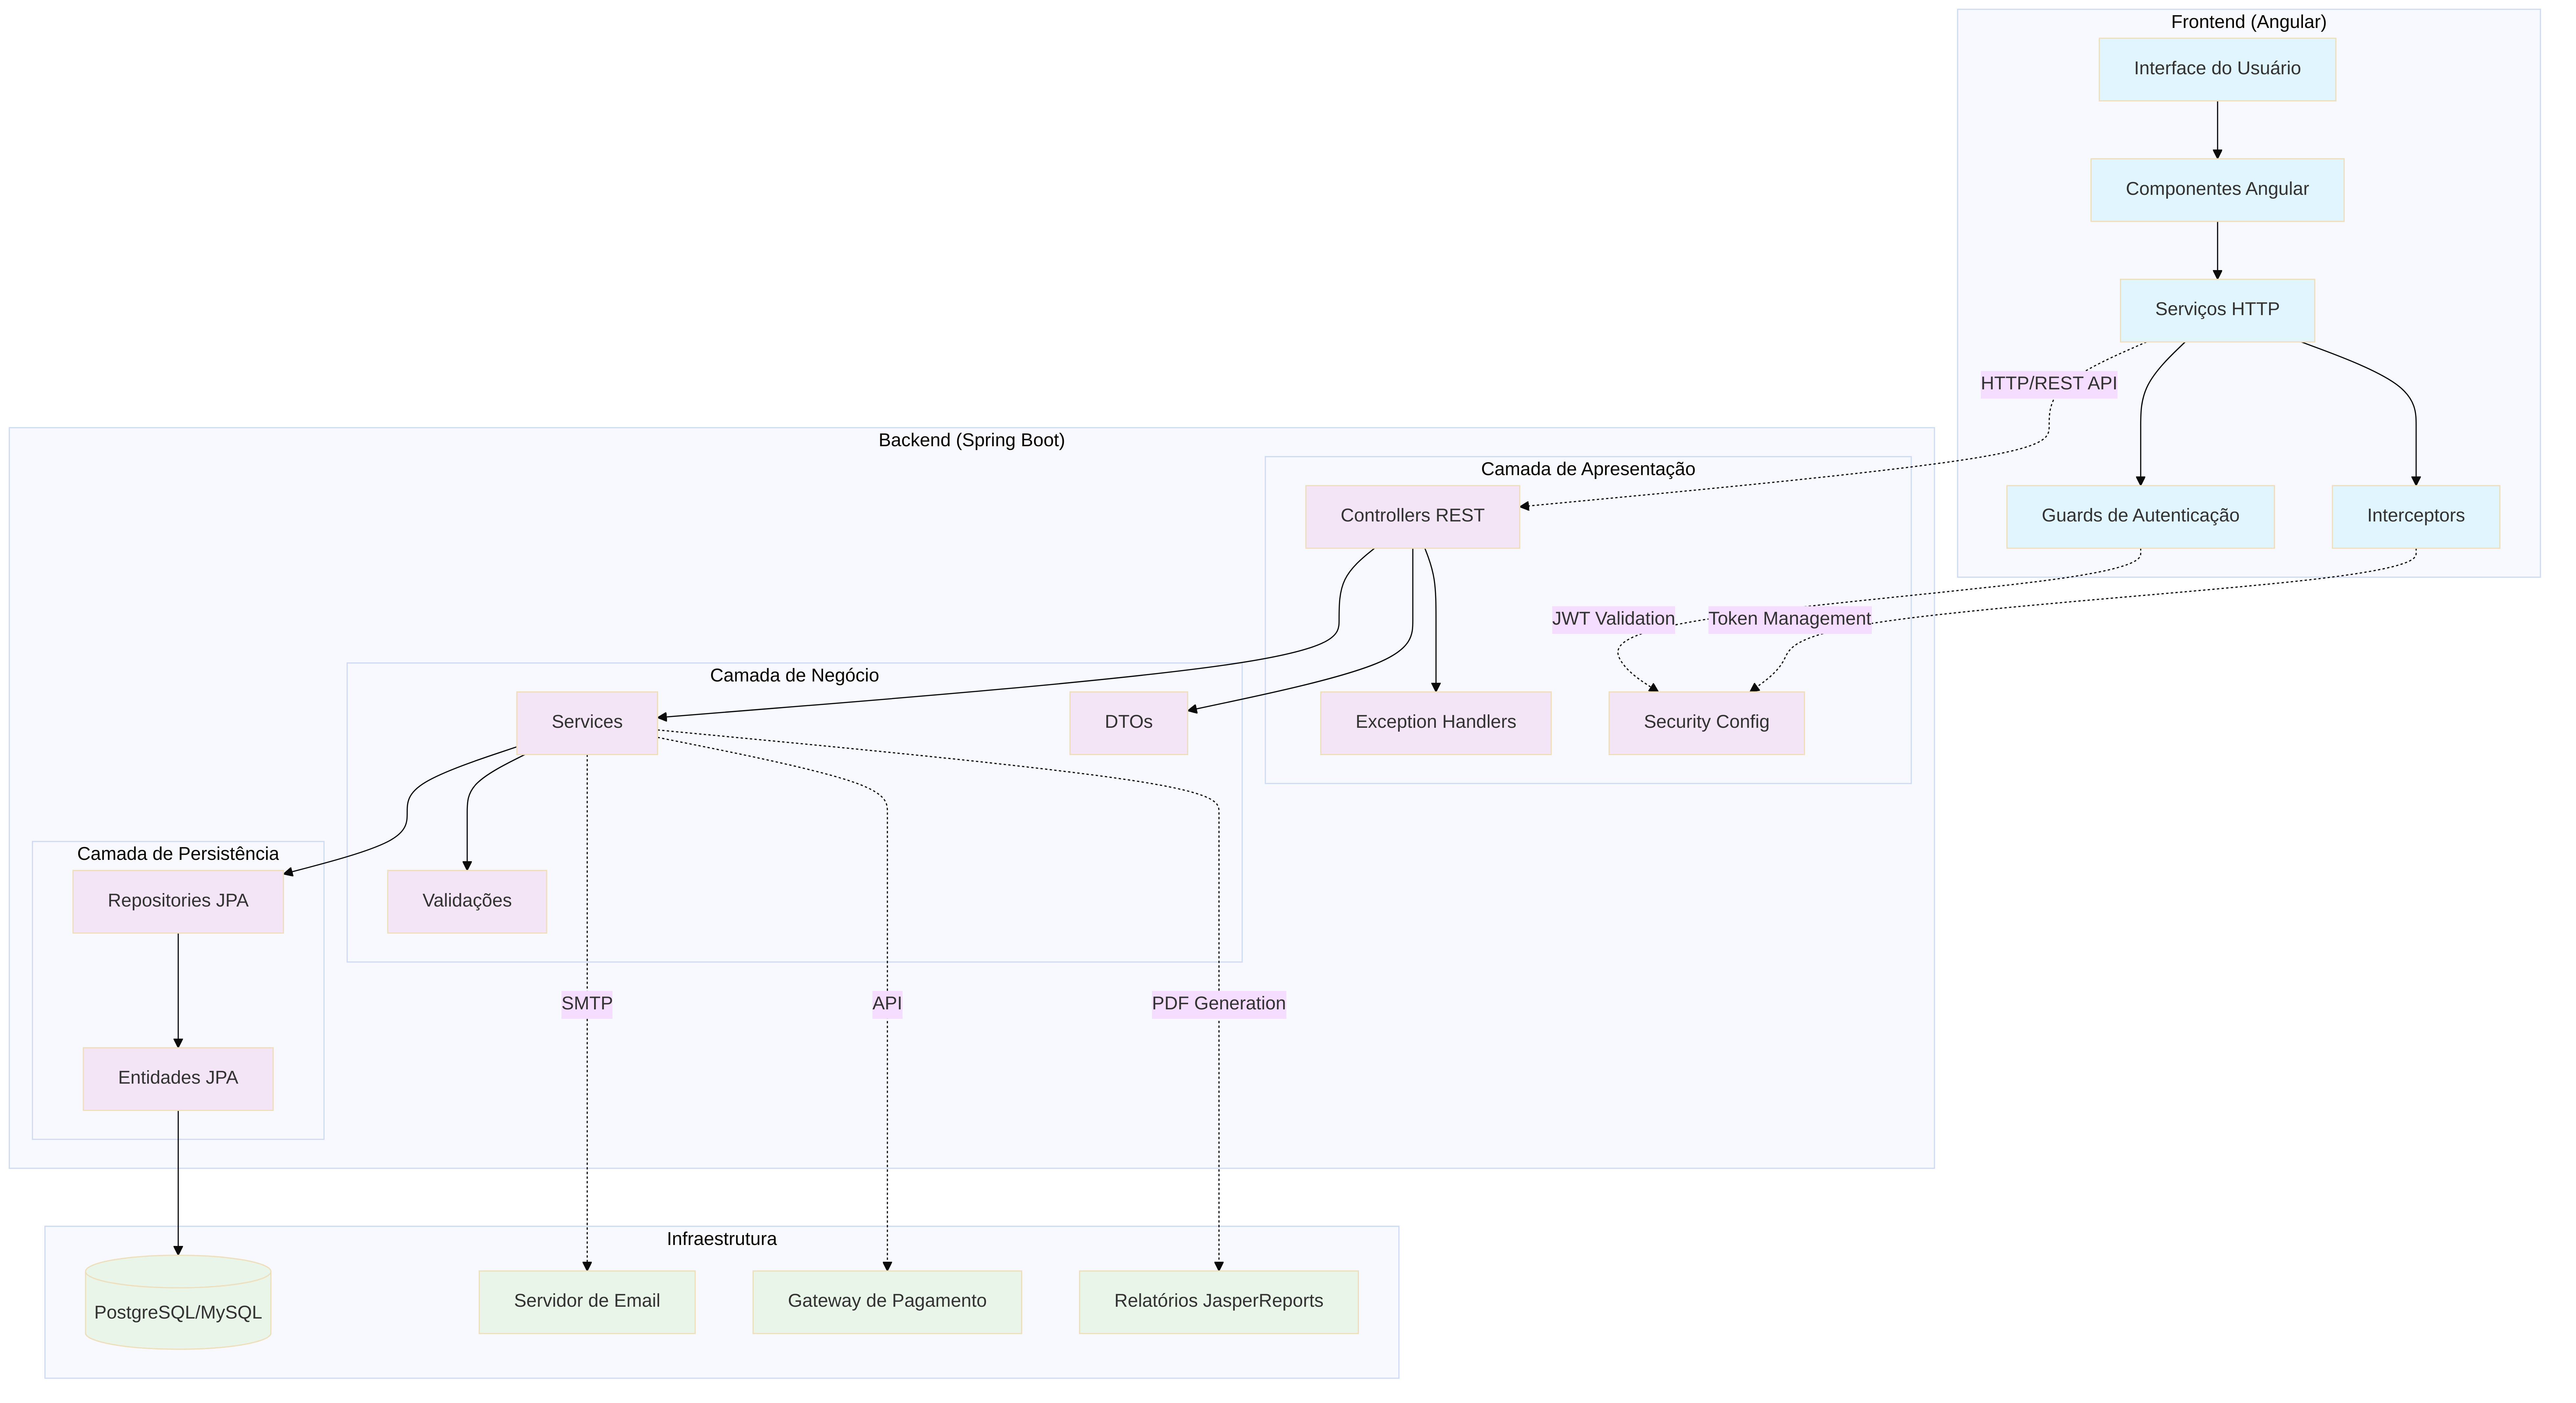 Frontend (Angular)
Interface do Usuário
Componentes Angular
Serviços HTTP
HTTP/REST API
Guards de Autenticação
Interceptors
Backend (Spring Boot)
Camada de Apresentação
Controllers REST
JWT Validation
Token Management
Exception Handlers
Security Config
Camada de Negócio
Services
DTOs
Validações
Camada de Persistência
Repositories JPA
Entidades JPA
SMTP
API
PDF Generation
Infraestrutura
PostgreSQL/MySQL
Servidor de Email
Gateway de Pagamento
Relatórios JasperReports